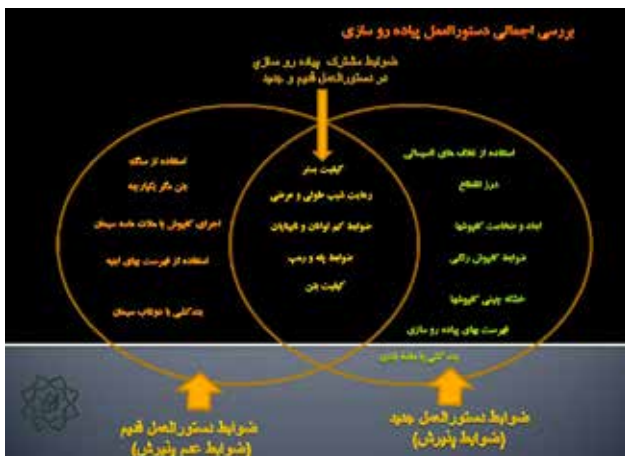 بررسی اجمالی دستورالعمل پیاده رو سازی
ضوابط مشترک پیاده رو سازی
در دستورالعمل قدیم و جدید
استفاده از غلاف های اتصالی
درز انقطاع
ابعاد و ضخامت کفپوشها
ضوابط کفپوش رنگی
خشکه چینی کفپوشها
فهرست بهای پیاده رو سازی
بندکشی با ماسه بادی
کیفیت بستر
رعایت شیب طولی و عرضی
ضوابط کم توانان و نابینایان
ضوابط پله و رمپ
کیفیت بتن
استفاده از سنگ
بتن مگر یکپارچه
اجرای کفپوش با ملات ماسه سیمان
استفاده از فهرست بهای ابنیه
بندکشی با دوغاب سیمان
ضوابط دستورالعمل جدید
(ضوابط پذیرش)
ضوابط دستورالعمل قدیم
(ضوابط عدم پذیرش)